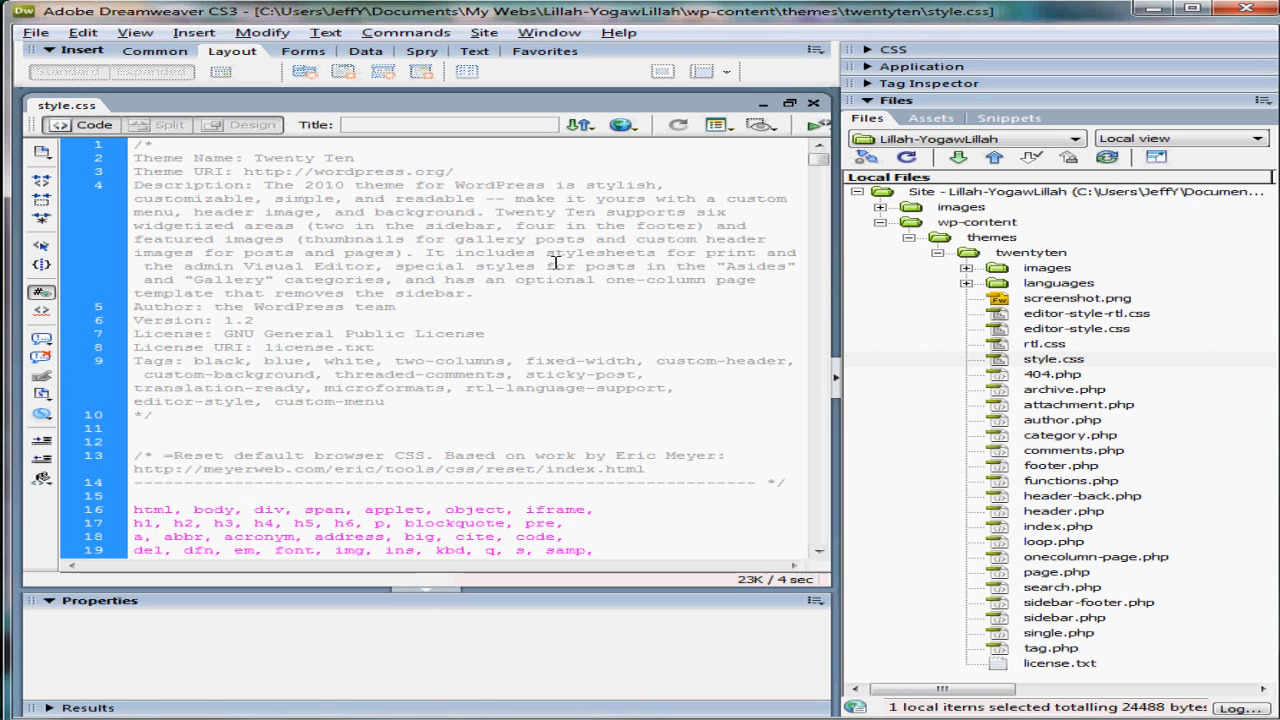 Dw Adobe Dreamweaver CS3 - [C:\Users\JeffY\Documents\My Webs\Lillah-YogawLillah\wp-content\themes\twentyten\style.css]
File Edit View Insert Modify Text Commands Site Window Help
Insert Common Layout Forms Data Spry Text Favorites
Standard Expanded
style.css
Code Split Design Title:
1 /*
2 Theme Name: Twenty Ten
3 Theme URI: http://wordpress.org/
4 Description: The 2010 theme for WordPress is stylish,
customizable, simple, and readable -- make it yours with a custom
menu, header image, and background. Twenty Ten supports six
widgetized areas (two in the sidebar, four in the footer) and
featured images (thumbnails for gallery posts and custom header
images for posts and pages). It includes stylesheets for print and
the admin Visual Editor, special styles for posts in the "Asides"
and "Gallery" categories, and has an optional one-column page
template that removes the sidebar.
5 Author: the WordPress team
6 Version: 1.2
7 License: GNU General Public License
8 License URI: license.txt
9 Tags: black, blue, white, two-columns, fixed-width, custom-header,
custom-background, threaded-comments, sticky-post,
translation-ready, microformats, rtl-language-support,
editor-style, custom-menu
10 */
11
12
13 /* =Reset default browser CSS. Based on work by Eric Meyer:
http://meyerweb.com/eric/tools/css/reset/index.html
14 -------------------------------------------------------------- */
15
16 html, body, div, span, applet, object, iframe,
17 h1, h2, h3, h4, h5, h6, p, blockquote, pre,
18 a, abbr, acronym, address, big, cite, code,
19 del, dfn, em, font, img, ins, kbd, q, s, samp,
23K / 4 sec
Properties
Results
CSS
Application
Tag Inspector
Files
Files Assets Snippets
Lillah-YogawLillah Local view
Local Files
Site - Lillah-YogawLillah (C:\Users\JeffY\Documen...
images
wp-content
themes
twentyten
images
languages
screenshot.png
editor-style-rtl.css
editor-style.css
rtl.css
style.css
404.php
archive.php
attachment.php
author.php
category.php
comments.php
footer.php
functions.php
header-back.php
header.php
index.php
loop.php
onecolumn-page.php
page.php
search.php
sidebar-footer.php
sidebar.php
single.php
tag.php
license.txt
1 local items selected totalling 24488 bytes Log...